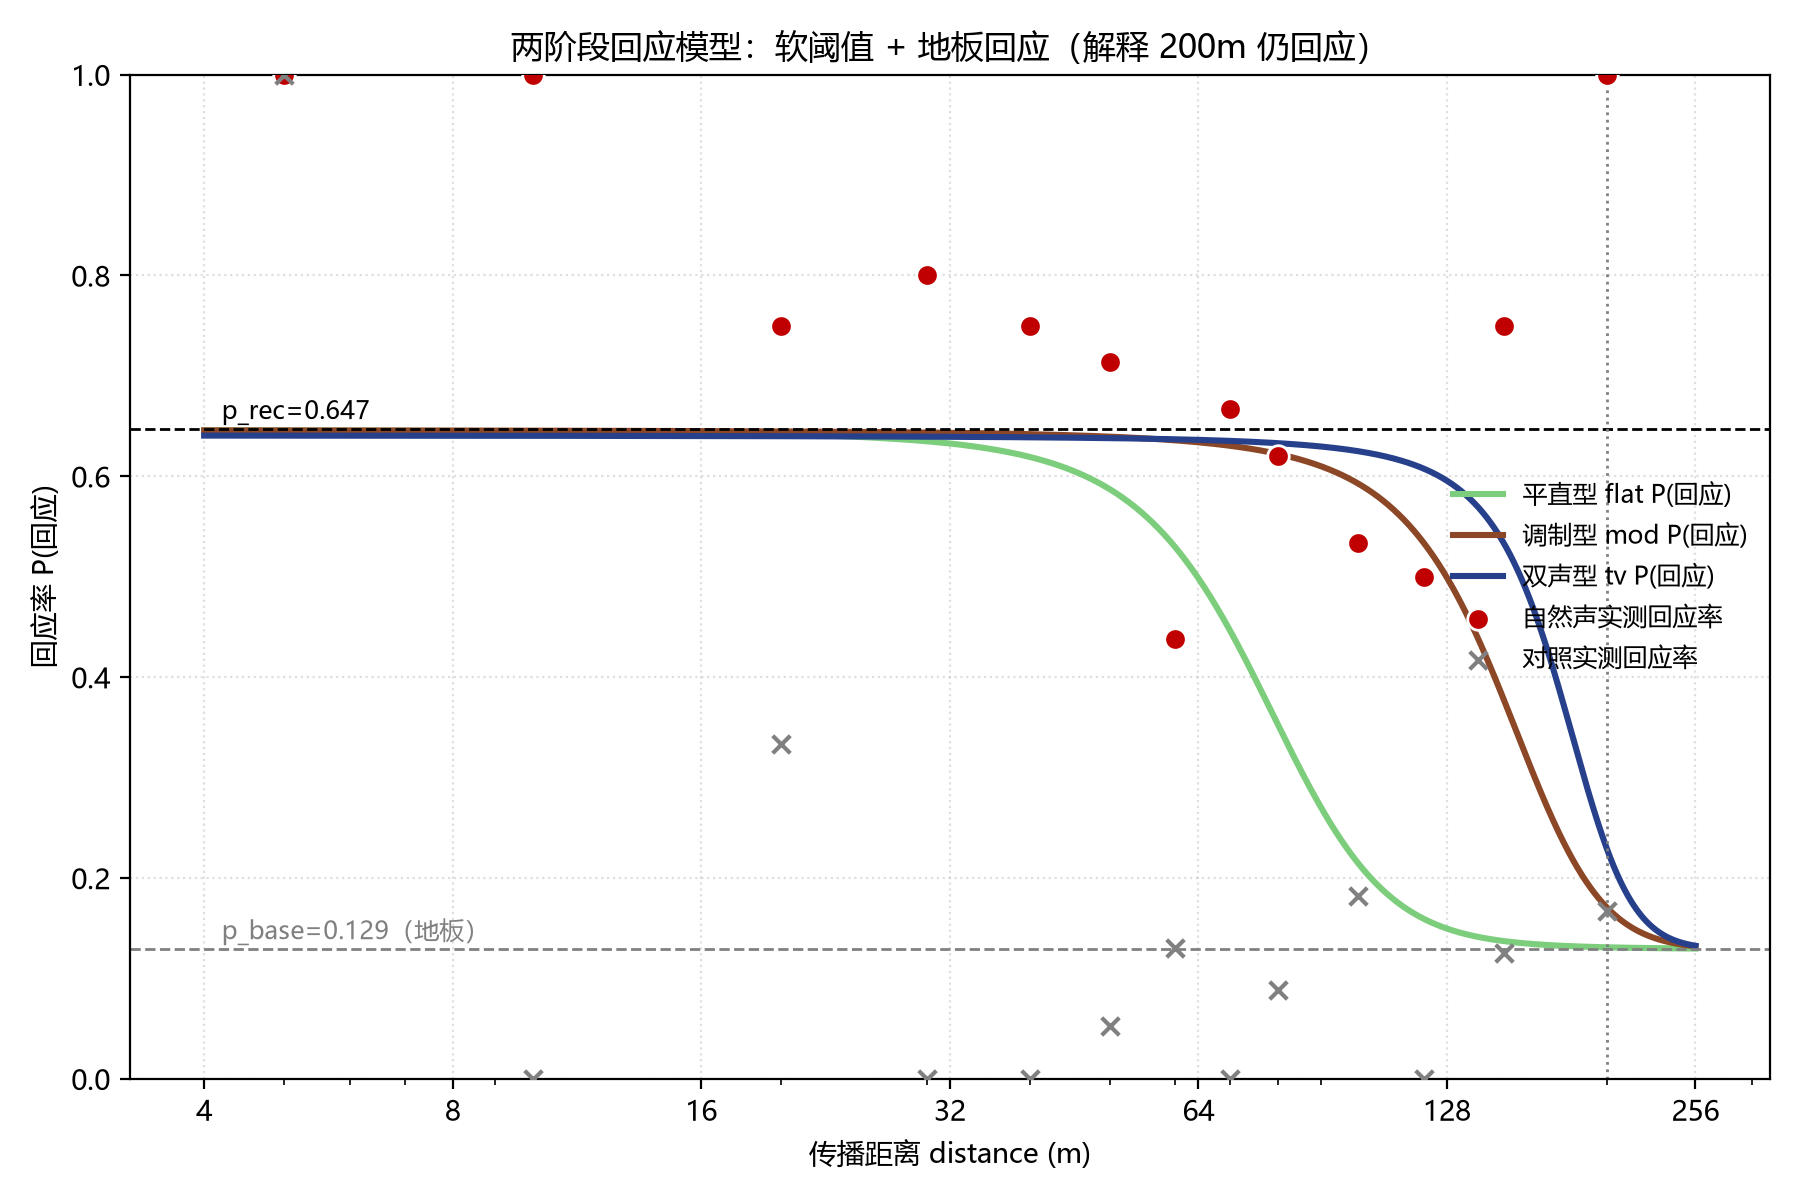 两阶段回应模型：软阈值 + 地板回应（解释 200m 仍回应）
回应率 P(回应)
1.0
0.8
0.6
0.4
0.2
0.0
p_rec=0.647
p_base=0.129（地板）
平直型 flat P(回应)
调制型 mod P(回应)
双声型 tv P(回应)
自然声实测回应率
对照实测回应率
4
8
16
32
64
128
256
传播距离 distance (m)